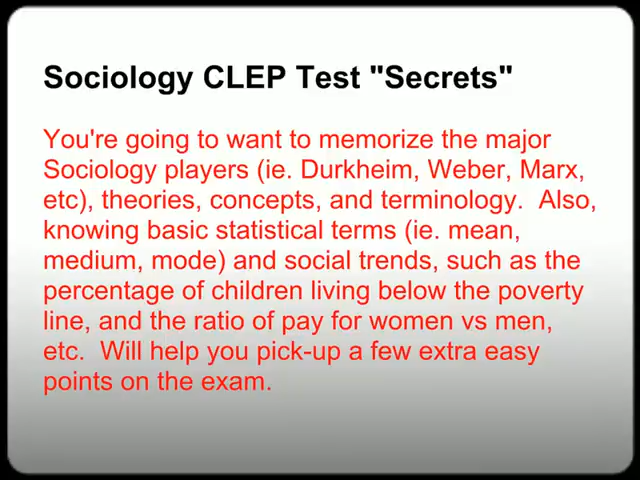 Sociology CLEP Test "Secrets"
You're going to want to memorize the major
Sociology players (ie. Durkheim, Weber, Marx,
etc), theories, concepts, and terminology.  Also,
knowing basic statistical terms (ie. mean,
medium, mode) and social trends, such as the
percentage of children living below the poverty
line, and the ratio of pay for women vs men,
etc.  Will help you pick-up a few extra easy
points on the exam.